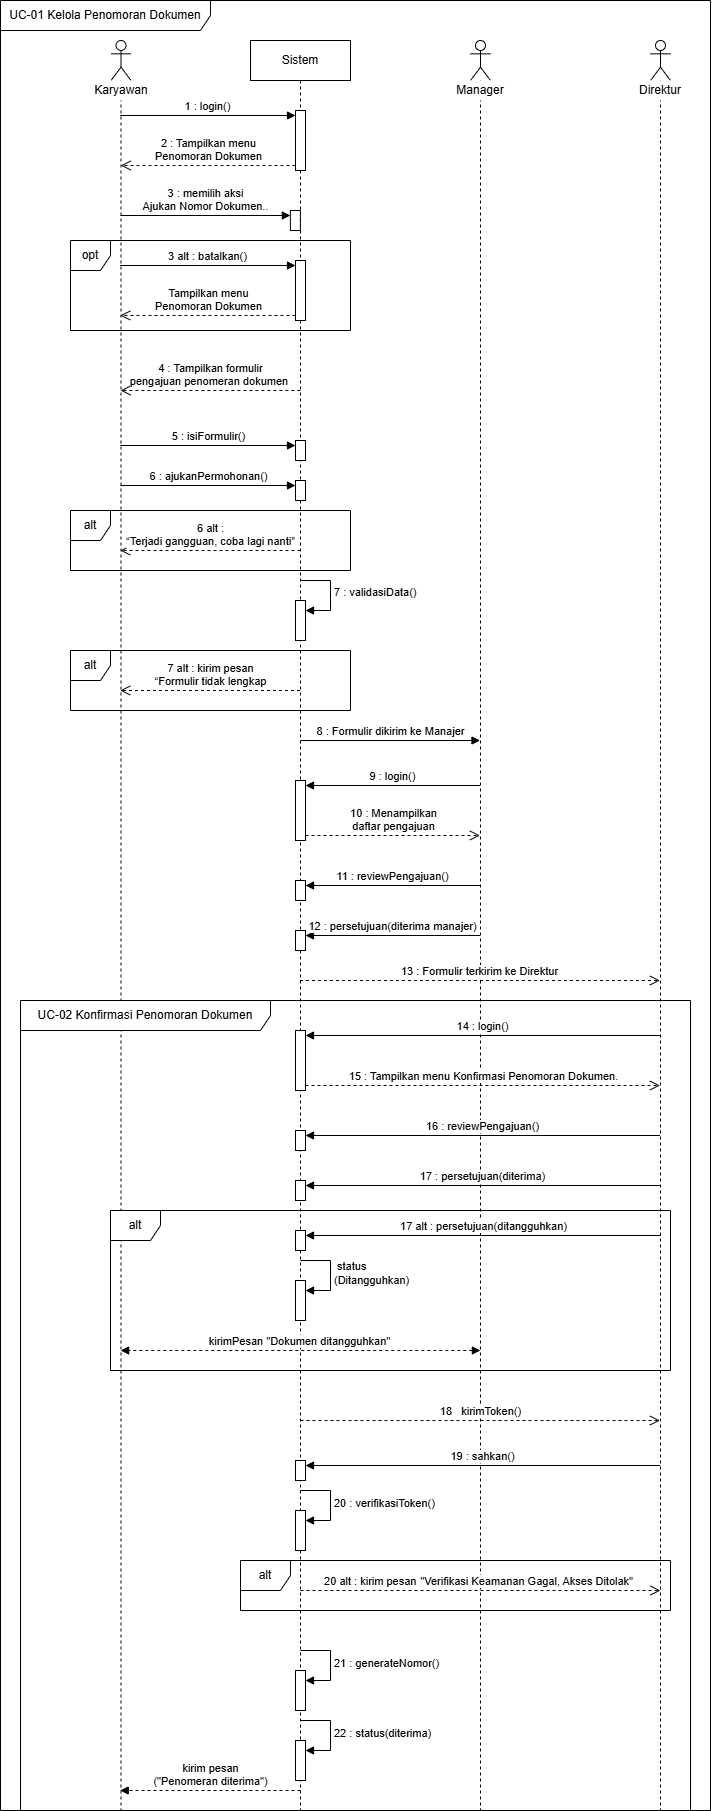 UC-01 Kelola Penomoran Dokumen
Karyawan
Sistem
Manager
Direktur
1 : login()
2 : Tampilkan menu
Penomoran Dokumen
3 : memilih aksi
Ajukan Nomor Dokumen..
opt
3 alt : batalkan()
Tampilkan menu
Penomoran Dokumen
4 : Tampilkan formulir
pengajuan penomeran dokumen
5 : isiFormulir()
6 : ajukanPermohonan()
alt
6 alt :
“Terjadi gangguan, coba lagi nanti”
7 : validasiData()
alt
7 alt : kirim pesan
“Formulir tidak lengkap
8 : Formulir dikirim ke Manajer
9 : login()
10 : Menampilkan
daftar pengajuan
11 : reviewPengajuan()
12 : persetujuan(diterima manajer)
13 : Formulir terkirim ke Direktur
UC-02 Konfirmasi Penomoran Dokumen
14 : login()
15 : Tampilkan menu Konfirmasi Penomoran Dokumen.
16 : reviewPengajuan()
17 : persetujuan(diterima)
alt
17 alt : persetujuan(ditangguhkan)
status
(Ditangguhkan)
kirimPesan "Dokumen ditangguhkan"
18 kirimToken()
19 : sahkan()
20 : verifikasiToken()
alt
20 alt : kirim pesan "Verifikasi Keamanan Gagal, Akses Ditolak"
21 : generateNomor()
22 : status(diterima)
kirim pesan
("Penomeran diterima")